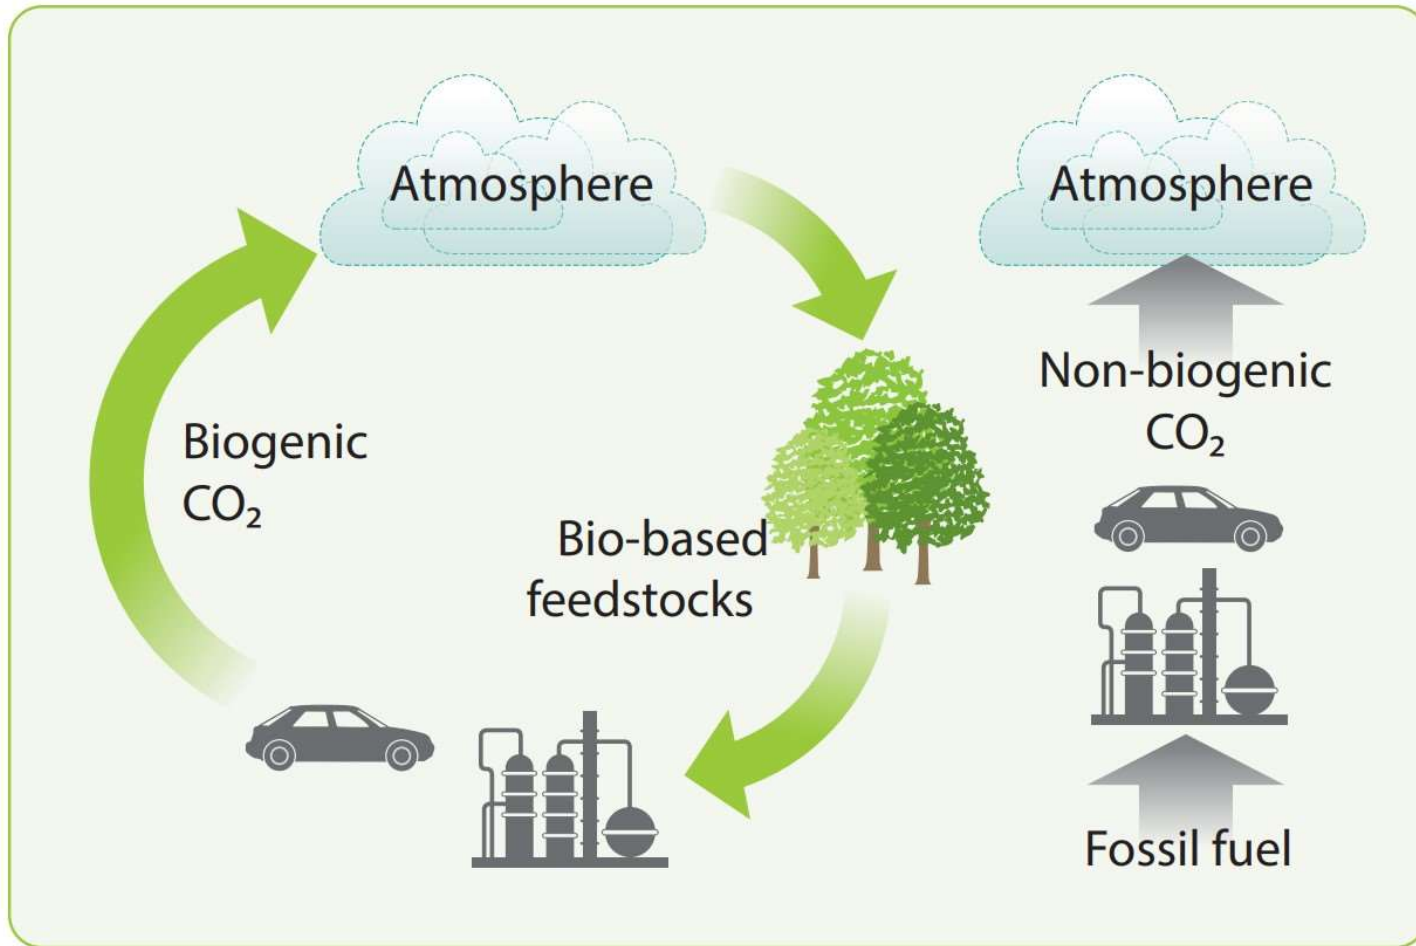 Atmosphere
Biogenic
CO₂
Bio-based
feedstocks
Atmosphere
Non-biogenic
CO₂
Fossil fuel